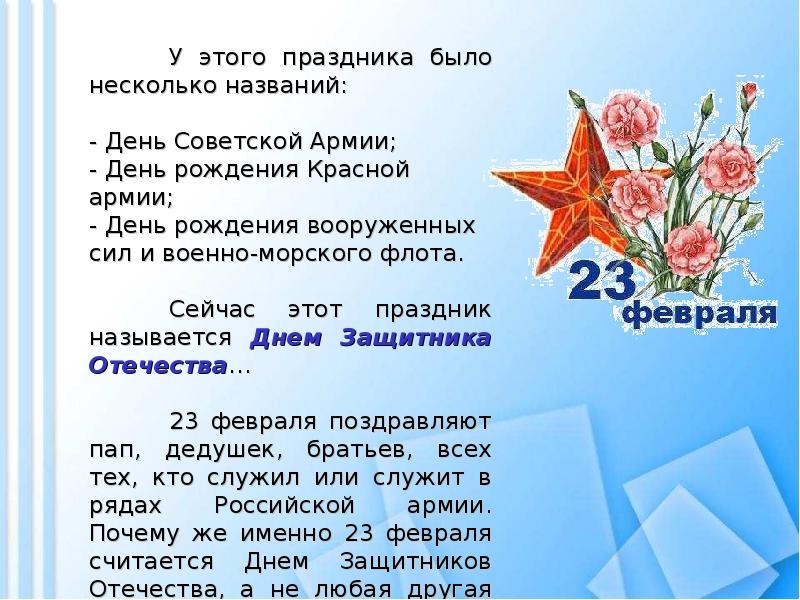 У этого праздника было
несколько названий:
- День Советской Армии;
- День рождения Красной
армии;
- День рождения вооруженных
сил и военно-морского флота.
Сейчас этот праздник
называется Днем Защитника
Отечества…
23 февраля поздравляют
пап, дедушек, братьев, всех
тех, кто служил или служит в
рядах Российской армии.
Почему же именно 23 февраля
считается Днем Защитников
Отечества, а не любая другая
23
февраля